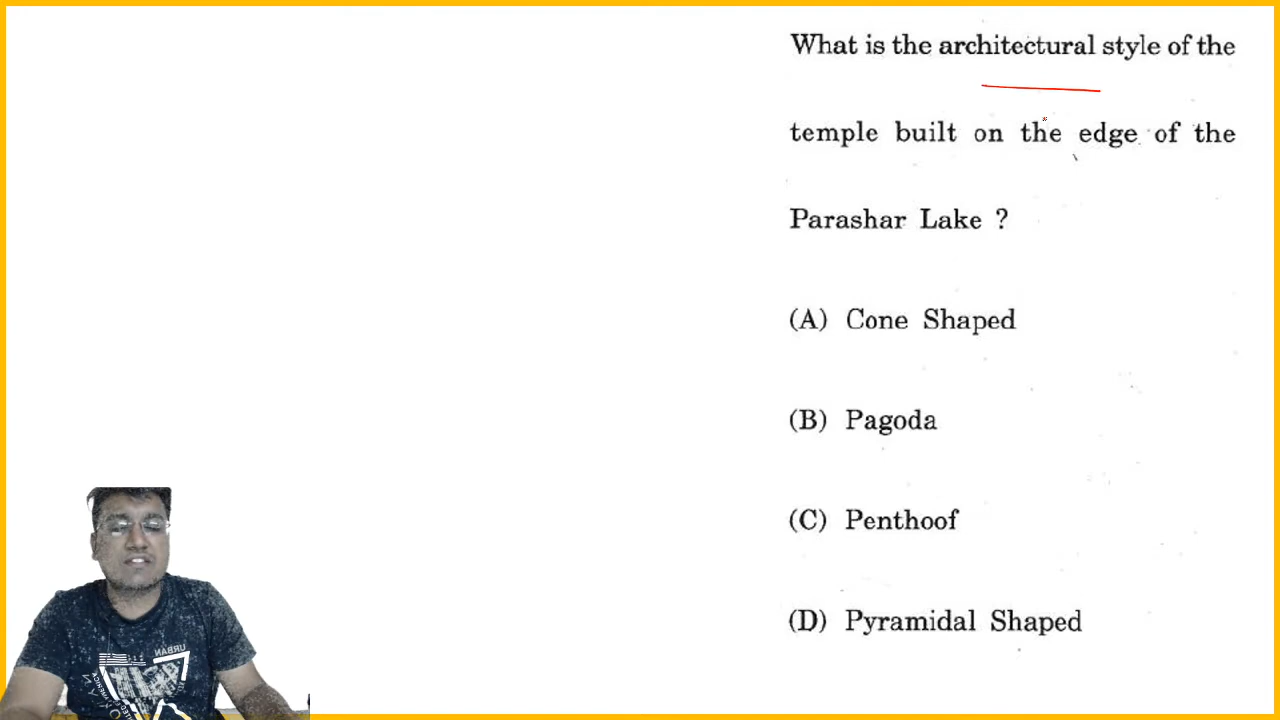 What is the architectural style of the
temple built on the edge of the
Parashar Lake ?
(A) Cone Shaped
(B) Pagoda
(C) Penthoof
(D) Pyramidal Shaped
URBAN